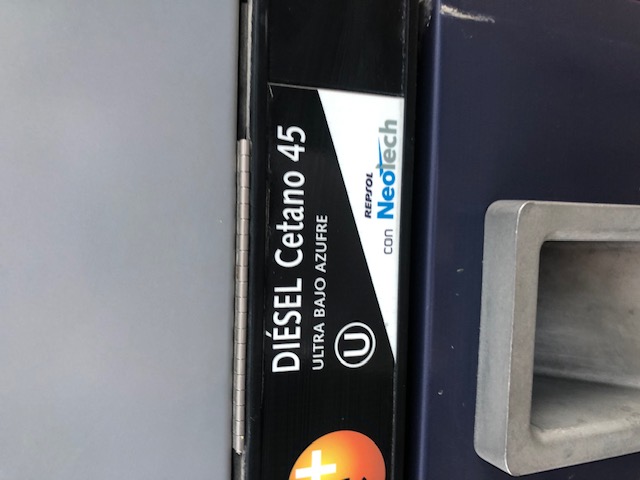 DIÉSEL Cetano 45
ULTRA BAJO AZUFRE
U
REPSOL
con NeoTech
+